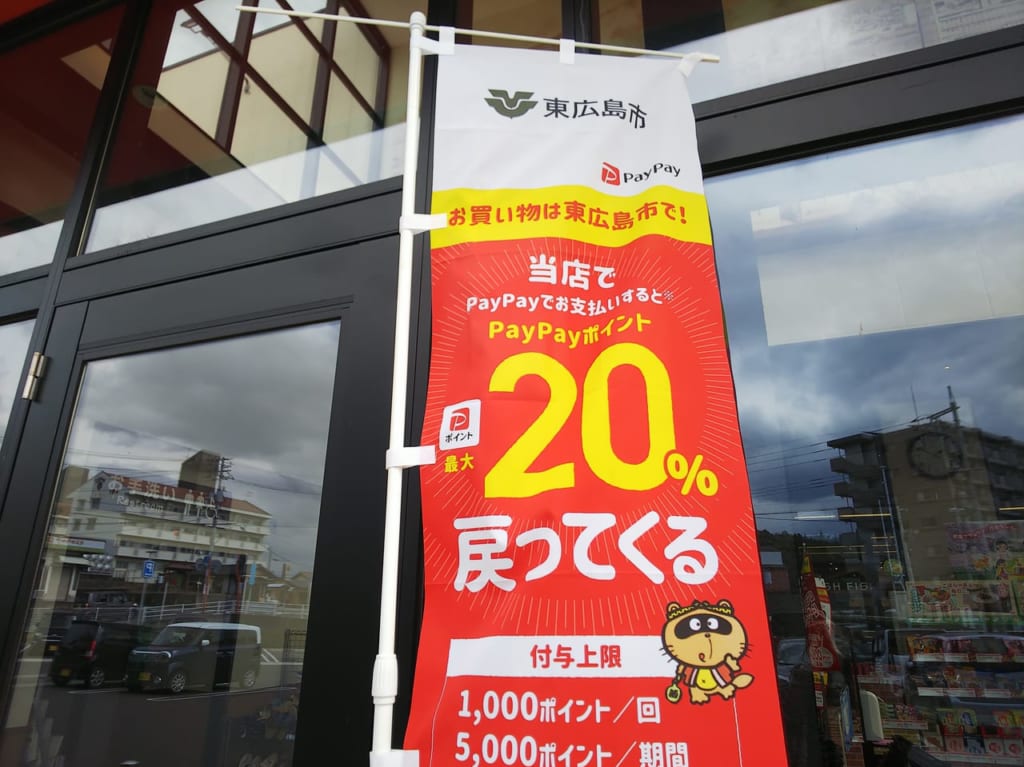 東広島市
PayPay
お買い物は東広島市で!
当店で
PayPayでお支払いすると※
PayPayポイント
ポイント
最大
20%
戻ってくる
付与上限
1,000ポイント/回
5,000ポイント/期間